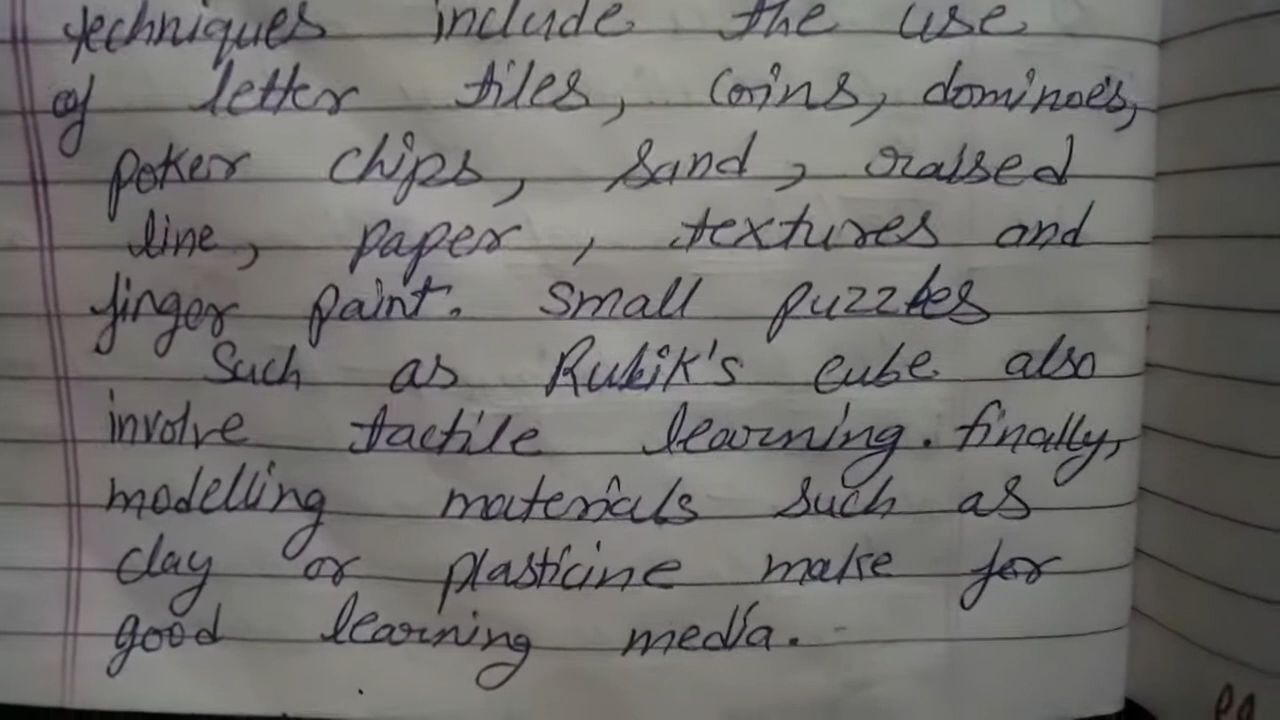 techniques include the use
of letter tiles, coins, dominoes,
poker chips, sand, raised
line, paper, textures and
finger paint. Small puzzles
Such as Rubik's cube also
involve tactile learning. finally,
modelling materials such as
clay or plasticine make for
good learning media.